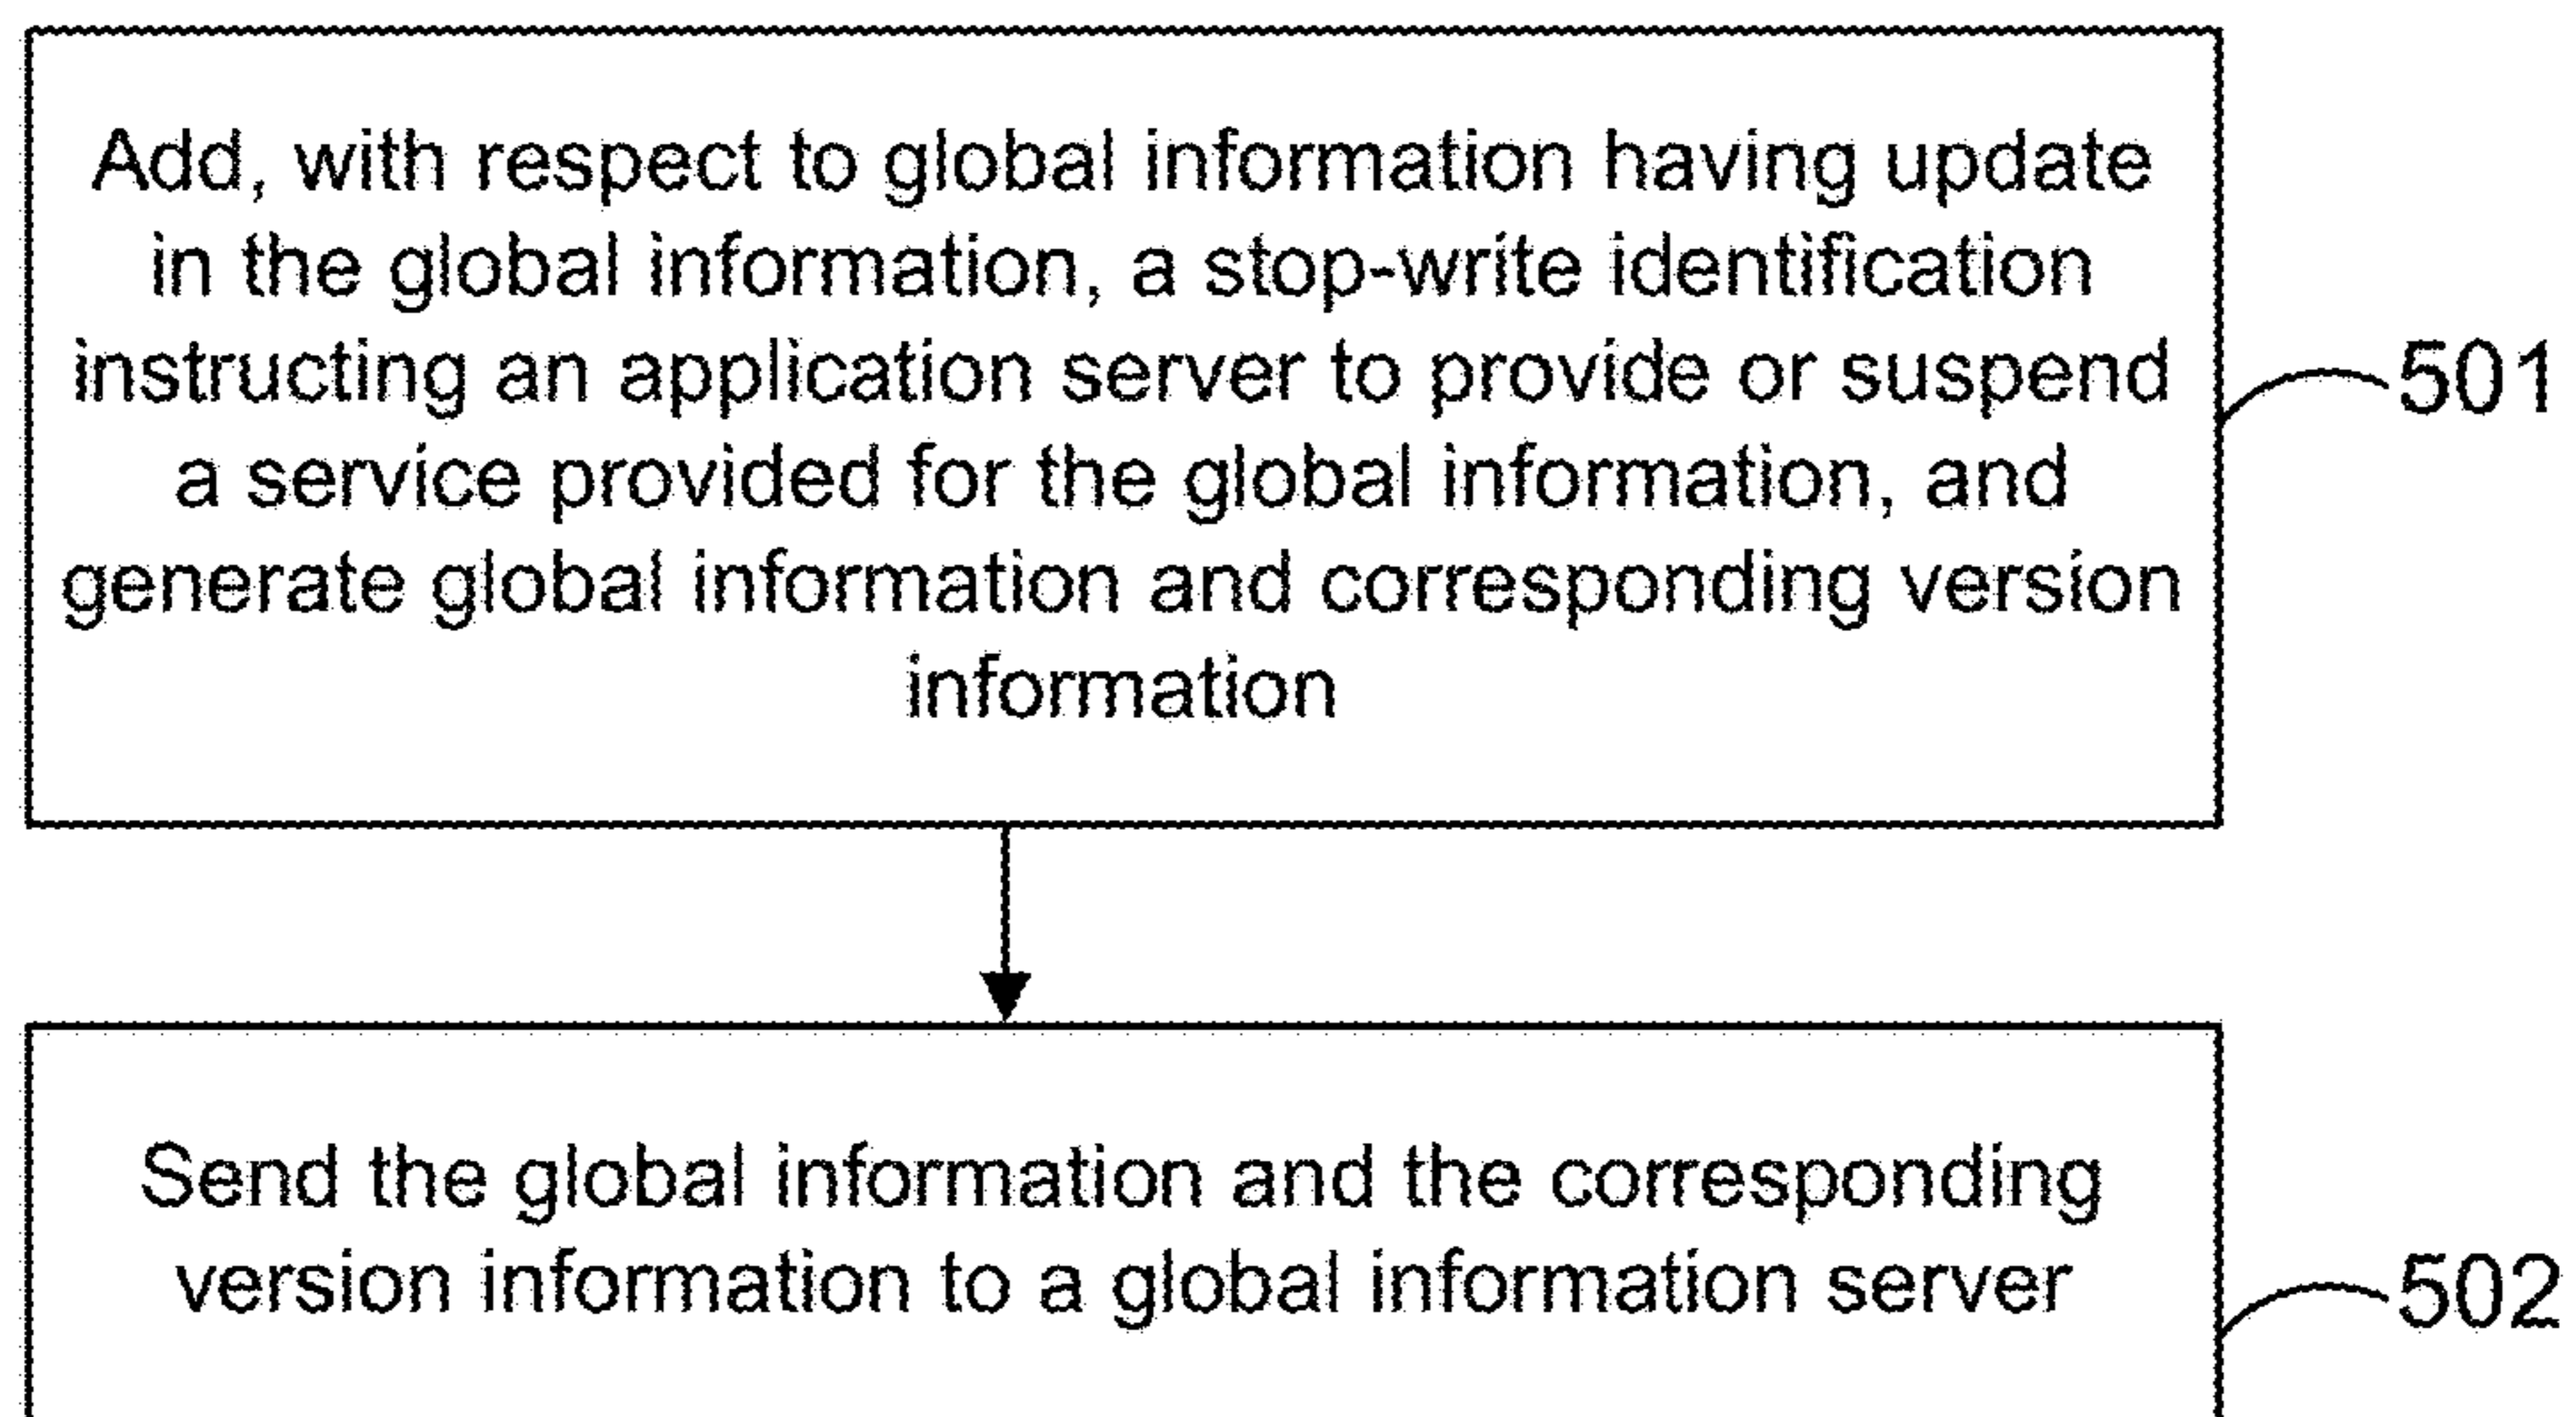 Add, with respect to global information having update
in the global information, a stop-write identification
instructing an application server to provide or suspend
a service provided for the global information, and
generate global information and corresponding version
information
501
Send the global information and the corresponding
version information to a global information server
502